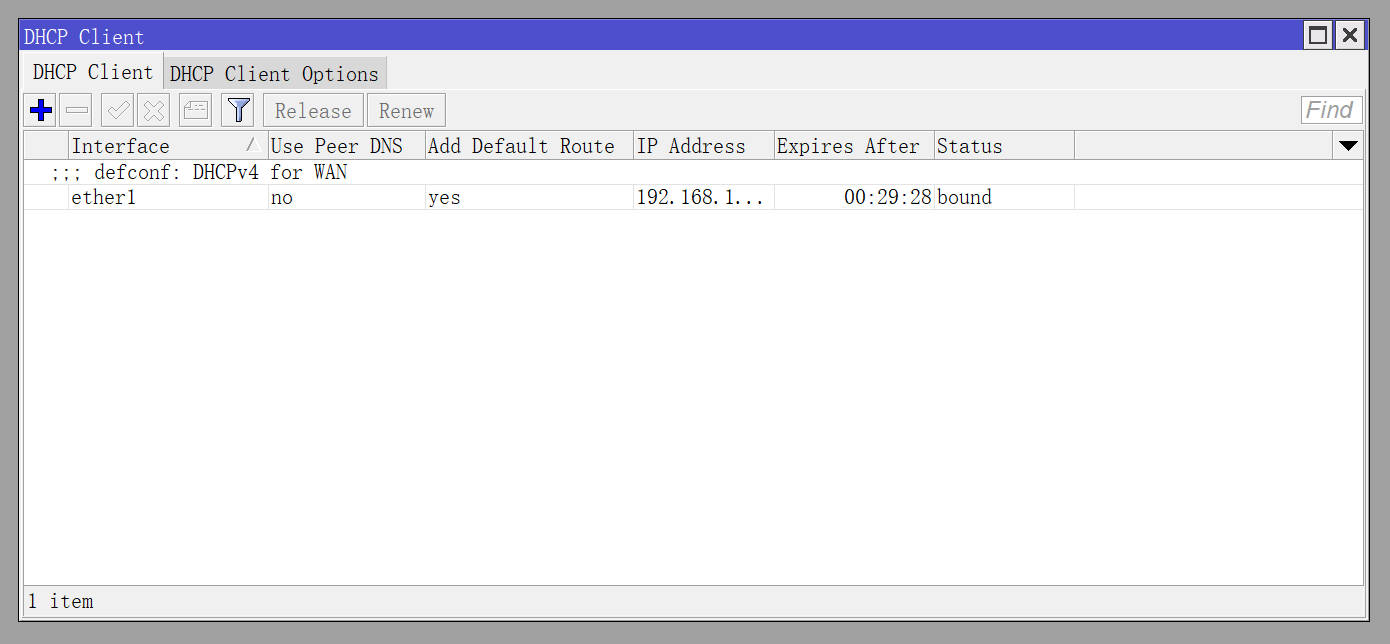 DHCP Client
DHCP Client DHCP Client Options
Release Renew Find
Interface Use Peer DNS Add Default Route IP Address Expires After Status
;;; defconf: DHCPv4 for WAN
ether1 no yes 192.168.1... 00:29:28 bound
1 item